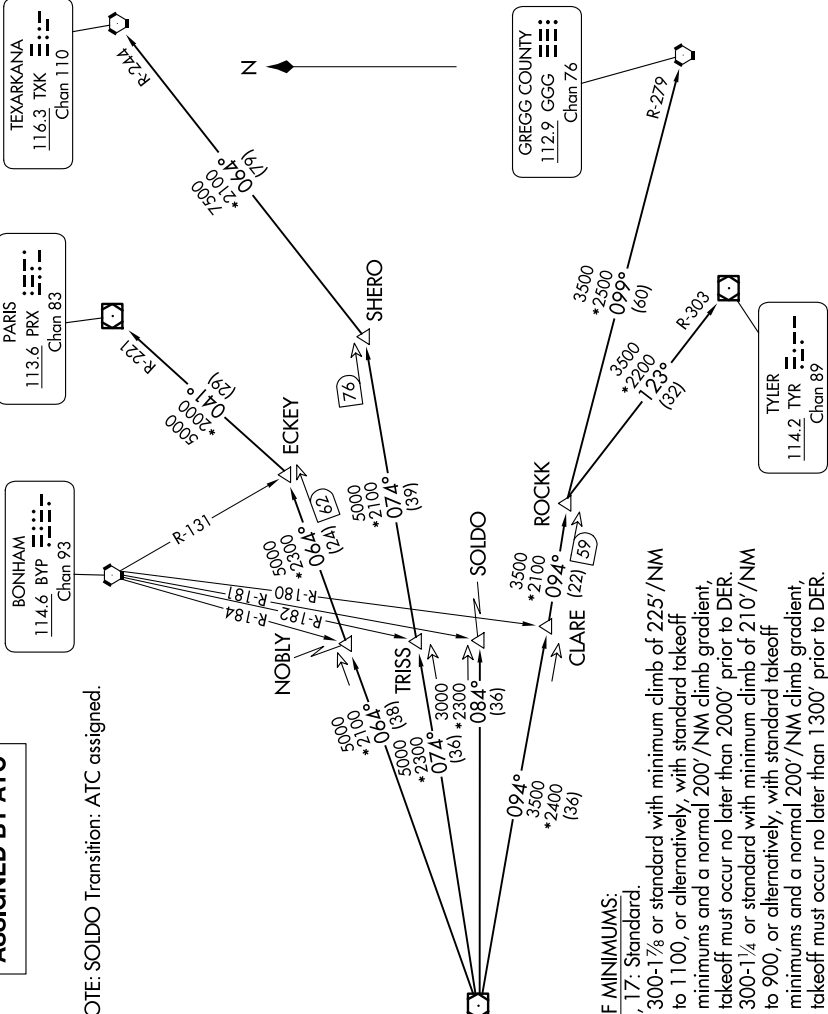 ASSIGNED BY ATC
OTE: SOLDO Transition: ATC assigned.
TEXARKANA
116.3 TXK
Chan 110
R-244
7500
*2100
064°
(79)
N
GREGG COUNTY
112.9 GGG
Chan 76
R-279
PARIS
113.6 PRX
Chan 83
R-221
5000
*2000
041°
(29)
SHERO
76
BONHAM
114.6 BYP
Chan 93
R-131
R-184
R-181
R-182
R-180
ECKEY
62
5000
*2300
064°
(24)
5000
*2100
074°
(39)
3500
*2500
099°
(60)
3500
*2200
123°
(32)
R-303
TYLER
114.2 TYR
Chan 89
NOBLY
TRISS
SOLDO
ROCKK
CLARE
3500
*2100
094°
(22)
59
5000
*2100
064°
(38)
5000
*2300
074°
(36)
3000
*2300
084°
(36)
094°
3500
*2400
(36)
F MINIMUMS:
, 17: Standard.
300-1⅞ or standard with minimum climb of 225'/NM
to 1100, or alternatively, with standard takeoff
minimums and a normal 200'/NM climb gradient,
takeoff must occur no later than 2000' prior to DER.
300-1¼ or standard with minimum climb of 210'/NM
to 900, or alternatively, with standard takeoff
minimums and a normal 200'/NM climb gradient,
takeoff must occur no later than 1300' prior to DER.